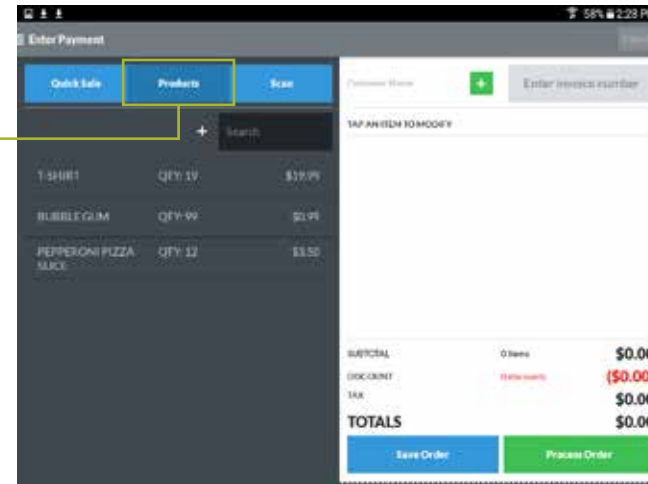 58% 2:28 P
Enter Payment
Quick Sale Products Scan
Customer Name + Enter invoice number
+ Search
TAP AN ITEM TO MODIFY
T-SHIRT QTY: 19 $19.99
BUBBLE GUM QTY: 99 $0.99
PEPPERONI PIZZA SLICE QTY: 12 $3.50
SUBTOTAL 0 Items $0.00
DISCOUNT ($0.00
TAX $0.00
TOTALS $0.00
Save Order Process Order